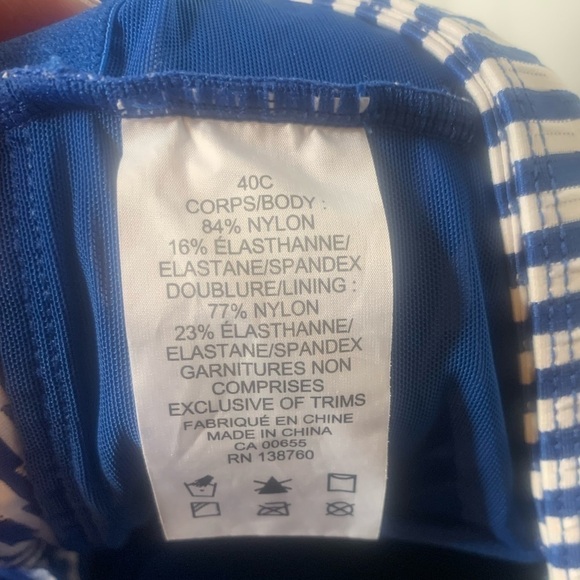 40C
CORPS/BODY :
84% NYLON
16% ÉLASTHANNE/
ELASTANE/SPANDEX
DOUBLURE/LINING :
77% NYLON
23% ÉLASTHANNE/
ELASTANE/SPANDEX
GARNITURES NON
COMPRISES
EXCLUSIVE OF TRIMS
FABRIQUÉ EN CHINE
MADE IN CHINA
CA 00655
RN 138760